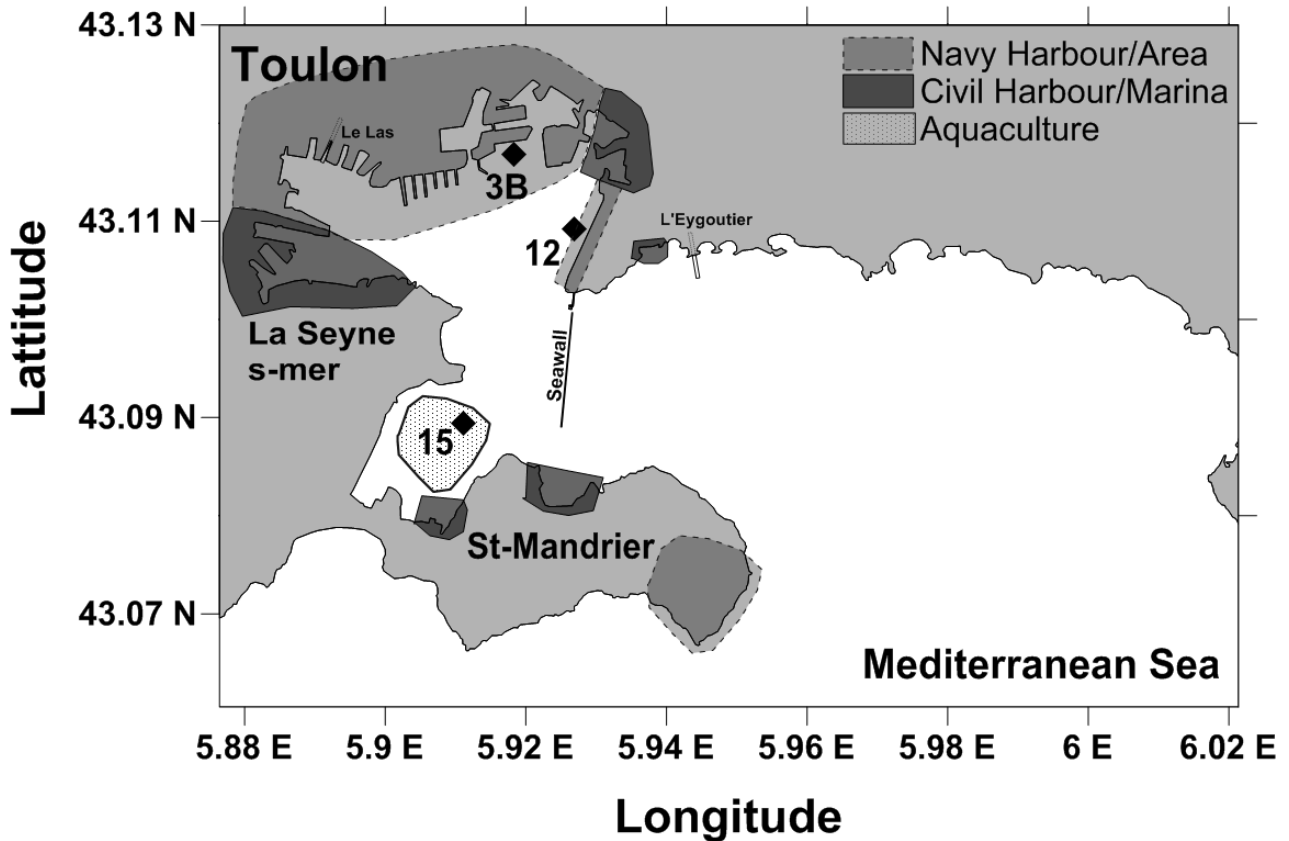 43.13 N
Toulon
Navy Harbour/Area
Civil Harbour/Marina
Aquaculture
Le Las
3B
43.11 N
L'Eygoutier
12
Lattitude
La Seyne
s-mer
Seawall
43.09 N
15
St-Mandrier
43.07 N
Mediterranean Sea
5.88 E
5.9 E
5.92 E
5.94 E
5.96 E
5.98 E
6 E
6.02 E
Longitude